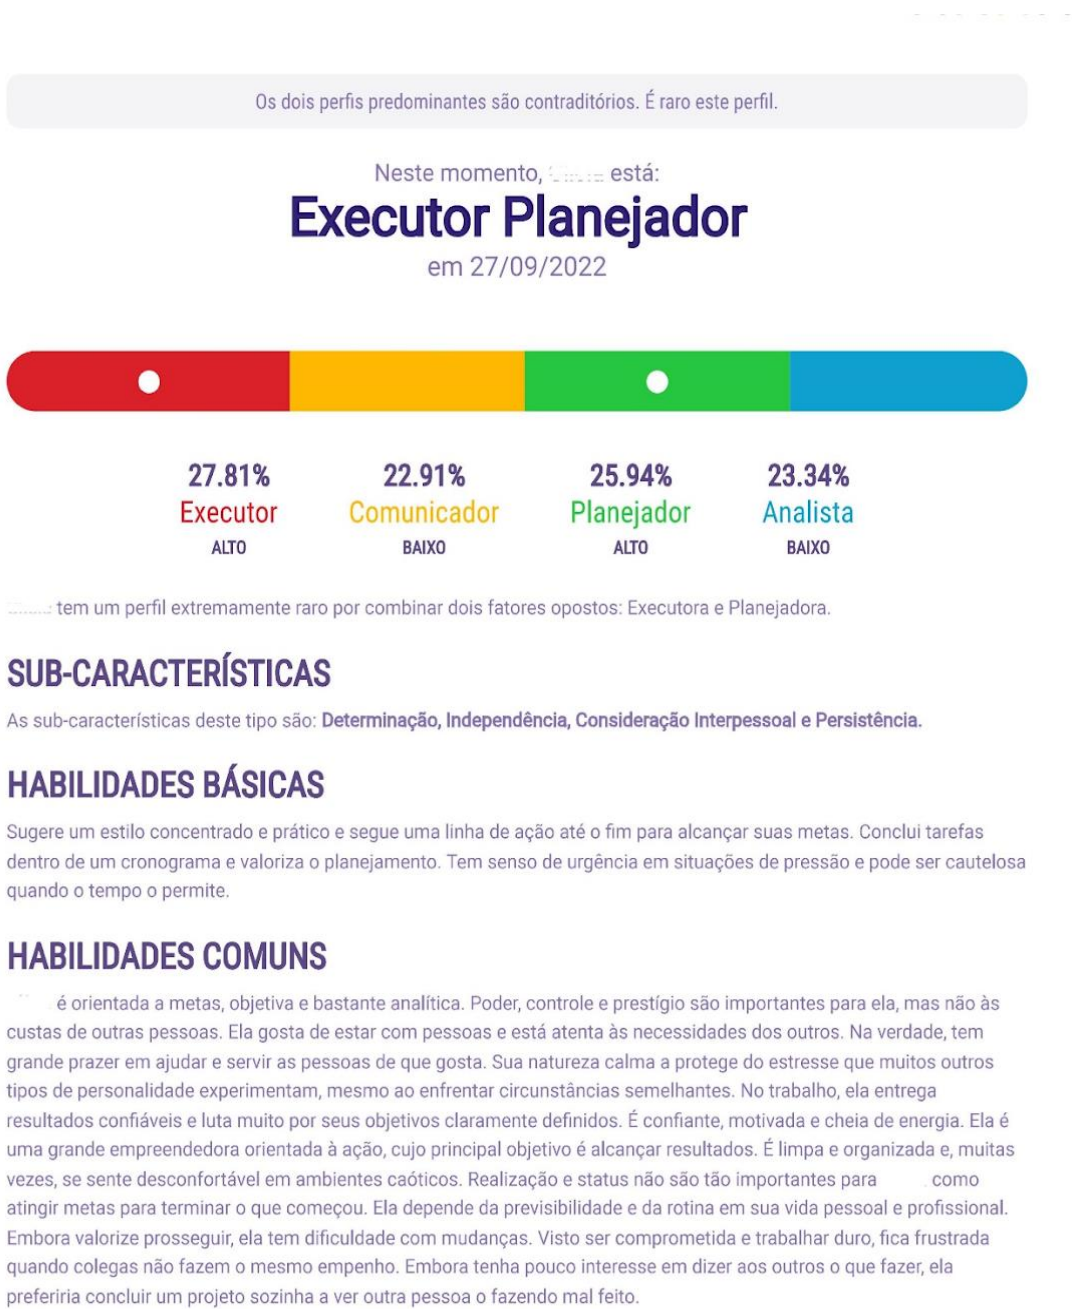 Os dois perfis predominantes são contraditórios. É raro este perfil.
Neste momento, está:
Executor Planejador
em 27/09/2022
27.81% 22.91% 25.94% 23.34%
Executor Comunicador Planejador Analista
ALTO BAIXO ALTO BAIXO
tem um perfil extremamente raro por combinar dois fatores opostos: Executora e Planejadora.
SUB-CARACTERÍSTICAS
As sub-características deste tipo são: Determinação, Independência, Consideração Interpessoal e Persistência.
HABILIDADES BÁSICAS
Sugere um estilo concentrado e prático e segue uma linha de ação até o fim para alcançar suas metas. Conclui tarefas
dentro de um cronograma e valoriza o planejamento. Tem senso de urgência em situações de pressão e pode ser cautelosa
quando o tempo o permite.
HABILIDADES COMUNS
é orientada a metas, objetiva e bastante analítica. Poder, controle e prestígio são importantes para ela, mas não às
custas de outras pessoas. Ela gosta de estar com pessoas e está atenta às necessidades dos outros. Na verdade, tem
grande prazer em ajudar e servir as pessoas de que gosta. Sua natureza calma a protege do estresse que muitos outros
tipos de personalidade experimentam, mesmo ao enfrentar circunstâncias semelhantes. No trabalho, ela entrega
resultados confiáveis e luta muito por seus objetivos claramente definidos. É confiante, motivada e cheia de energia. Ela é
uma grande empreendedora orientada à ação, cujo principal objetivo é alcançar resultados. É limpa e organizada e, muitas
vezes, se sente desconfortável em ambientes caóticos. Realização e status não são tão importantes para como
atingir metas para terminar o que começou. Ela depende da previsibilidade e da rotina em sua vida pessoal e profissional.
Embora valorize prosseguir, ela tem dificuldade com mudanças. Visto ser comprometida e trabalhar duro, fica frustrada
quando colegas não fazem o mesmo empenho. Embora tenha pouco interesse em dizer aos outros o que fazer, ela
preferiria concluir um projeto sozinha a ver outra pessoa o fazendo mal feito.